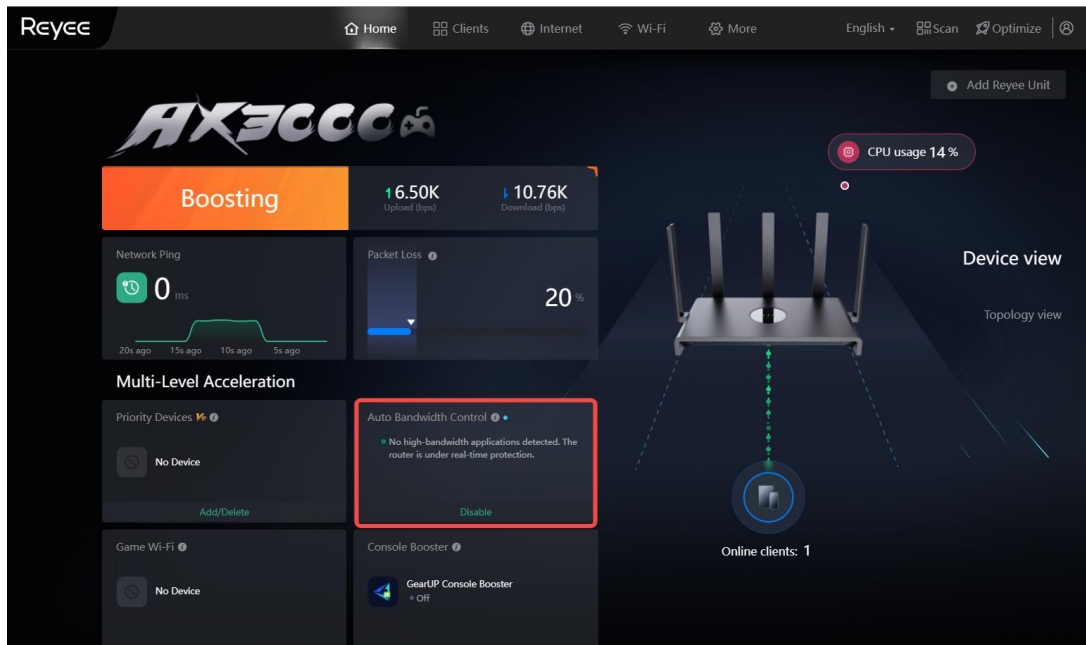 Reyee
Home
Clients
Internet
Wi-Fi
More
English
Scan
Optimize
Add Reyee Unit
AX3000
CPU usage 14 %
Boosting
6.50K
Upload (bps)
10.76K
Download (bps)
Network Ping
0 ms
20s ago 15s ago 10s ago 5s ago
Packet Loss
20 %
Device view
Topology view
Multi-Level Acceleration
Priority Devices
No Device
Add/Delete
Auto Bandwidth Control
No high-bandwidth applications detected. The
router is under real-time protection.
Disable
Game Wi-Fi
No Device
Console Booster
GearUP Console Booster
Off
Online clients: 1